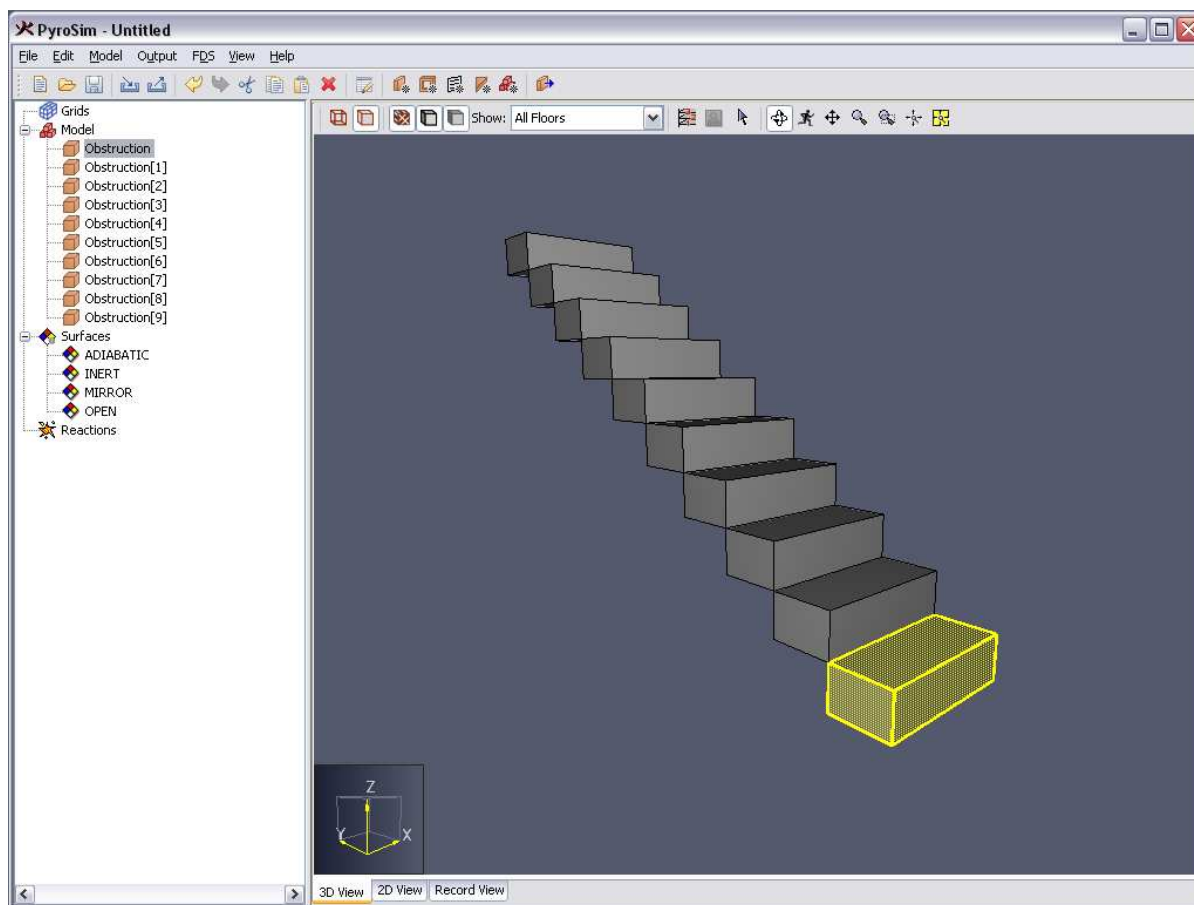 PyroSim - Untitled
File Edit Model Output FDS View Help
Show: All Floors
Grids
Model
Obstruction
Obstruction[1]
Obstruction[2]
Obstruction[3]
Obstruction[4]
Obstruction[5]
Obstruction[6]
Obstruction[7]
Obstruction[8]
Obstruction[9]
Surfaces
ADIABATIC
INERT
MIRROR
OPEN
Reactions
Z
Y X
3D View 2D View Record View